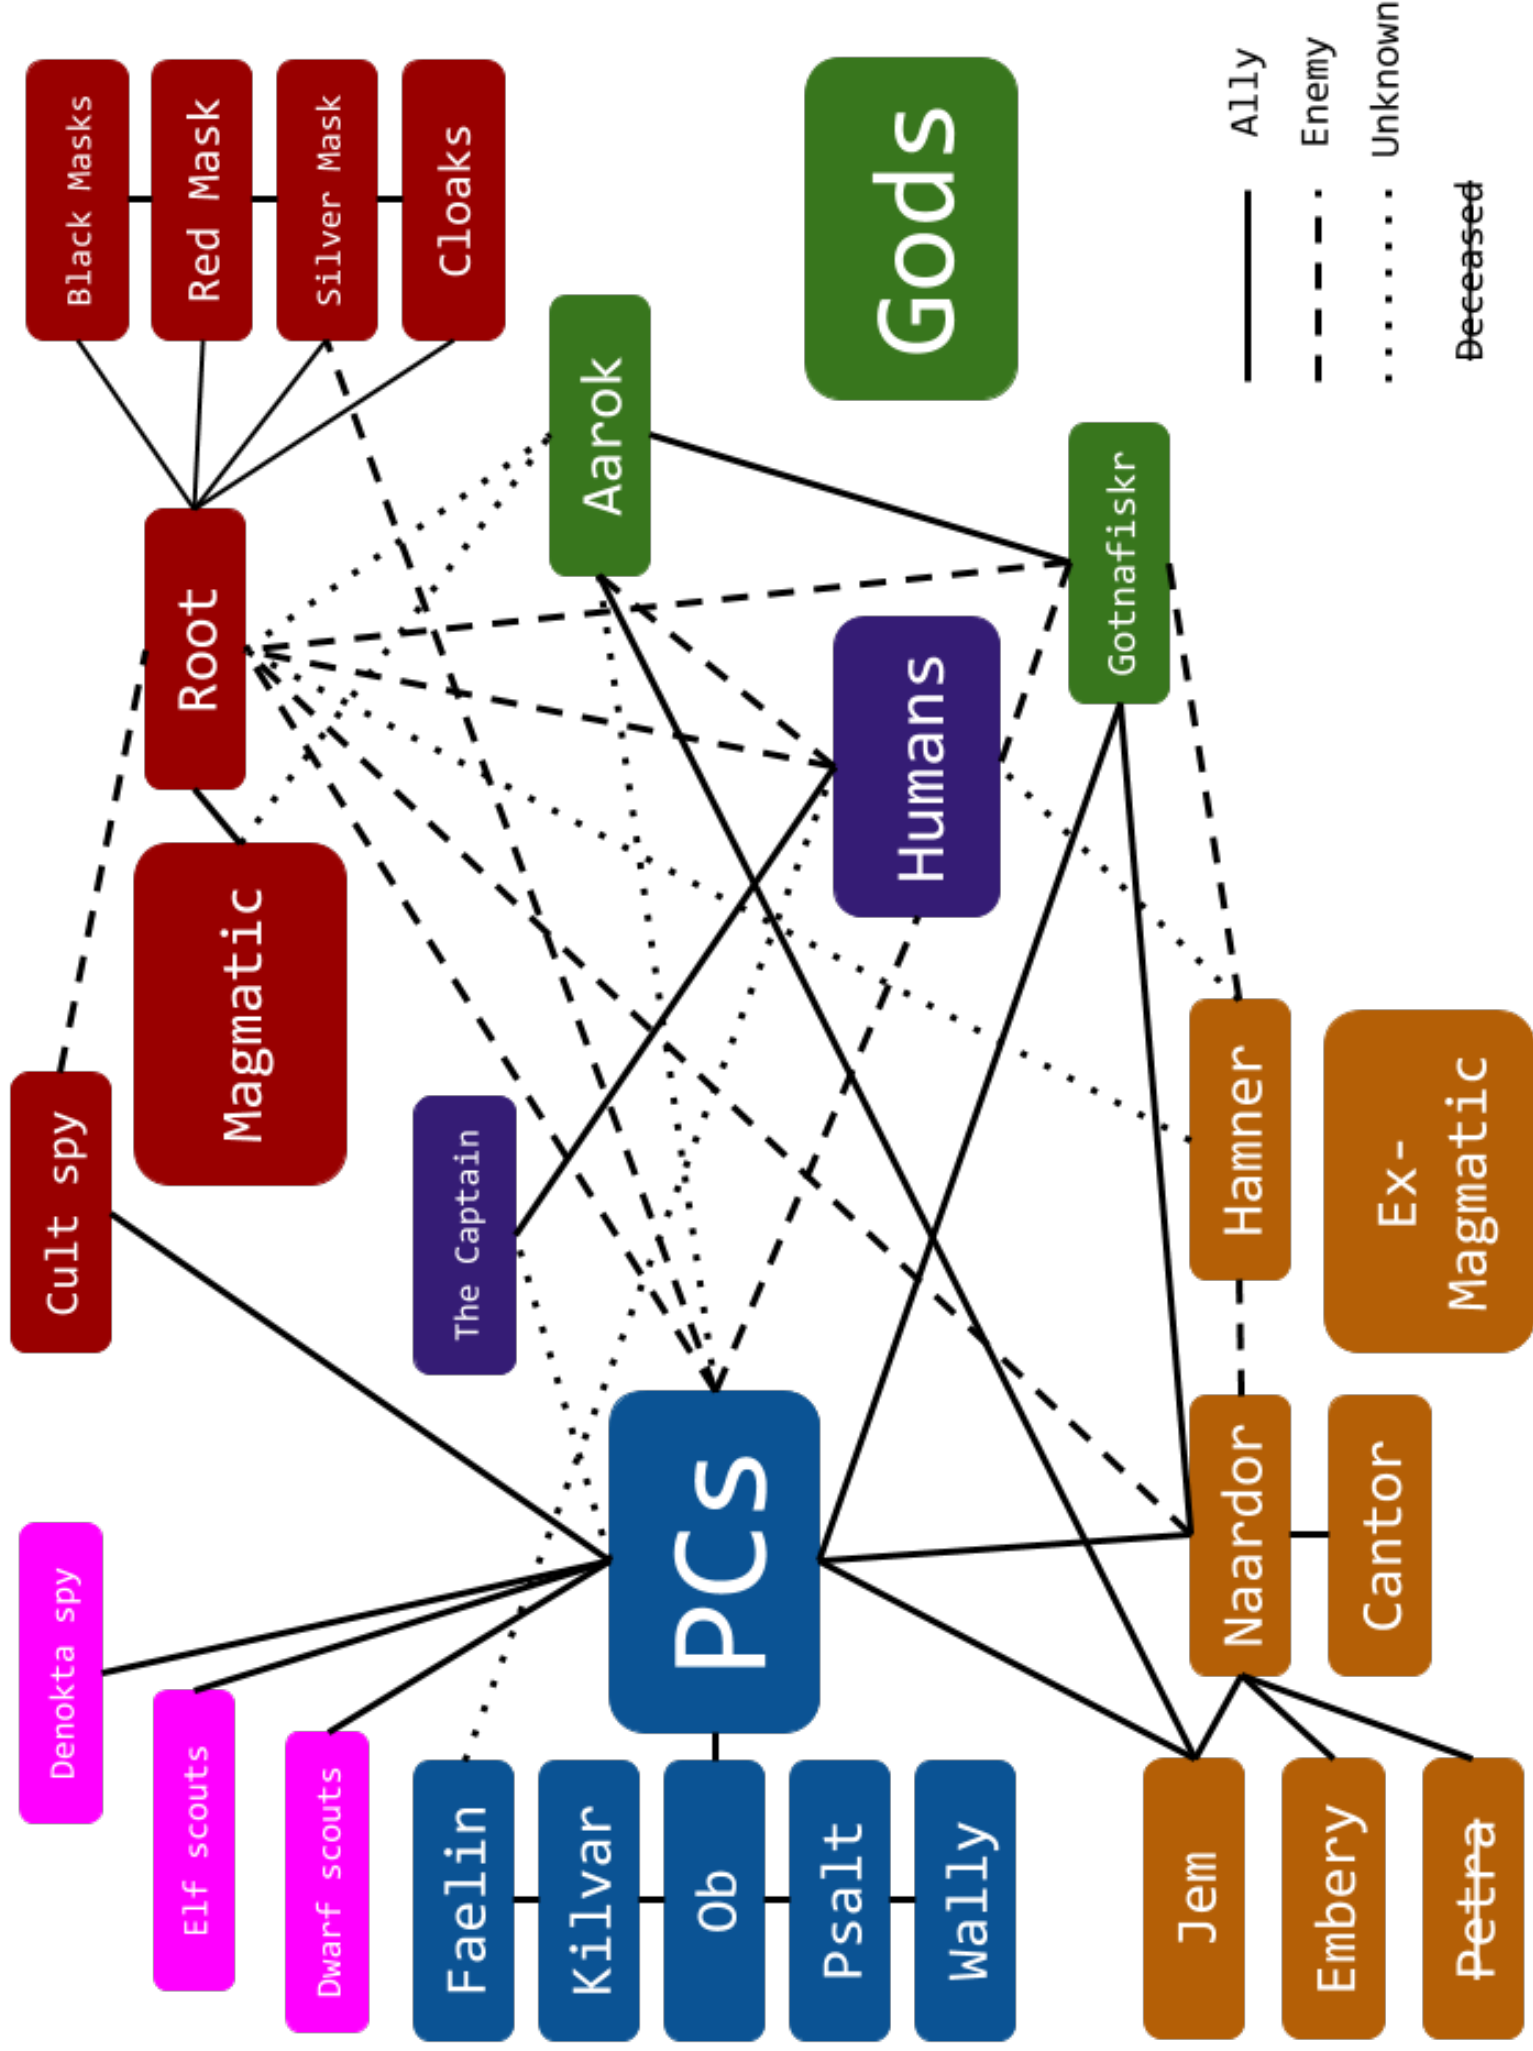 Denokta spy
Elf scouts
Dwarf scouts
Faelin
Kilvar
Ob
Psalt
Wally
Jem
Embery
Petna
PCs
Naardor
Cantor
Cult spy
The Captain
Hamner
Ex-
Magmatic
Magmatic
Humans
Root
Aarok
Gotnafiskr
Black Masks
Red Mask
Silver Mask
Cloaks
Gods
Ally
Enemy
Unknown
Deceased